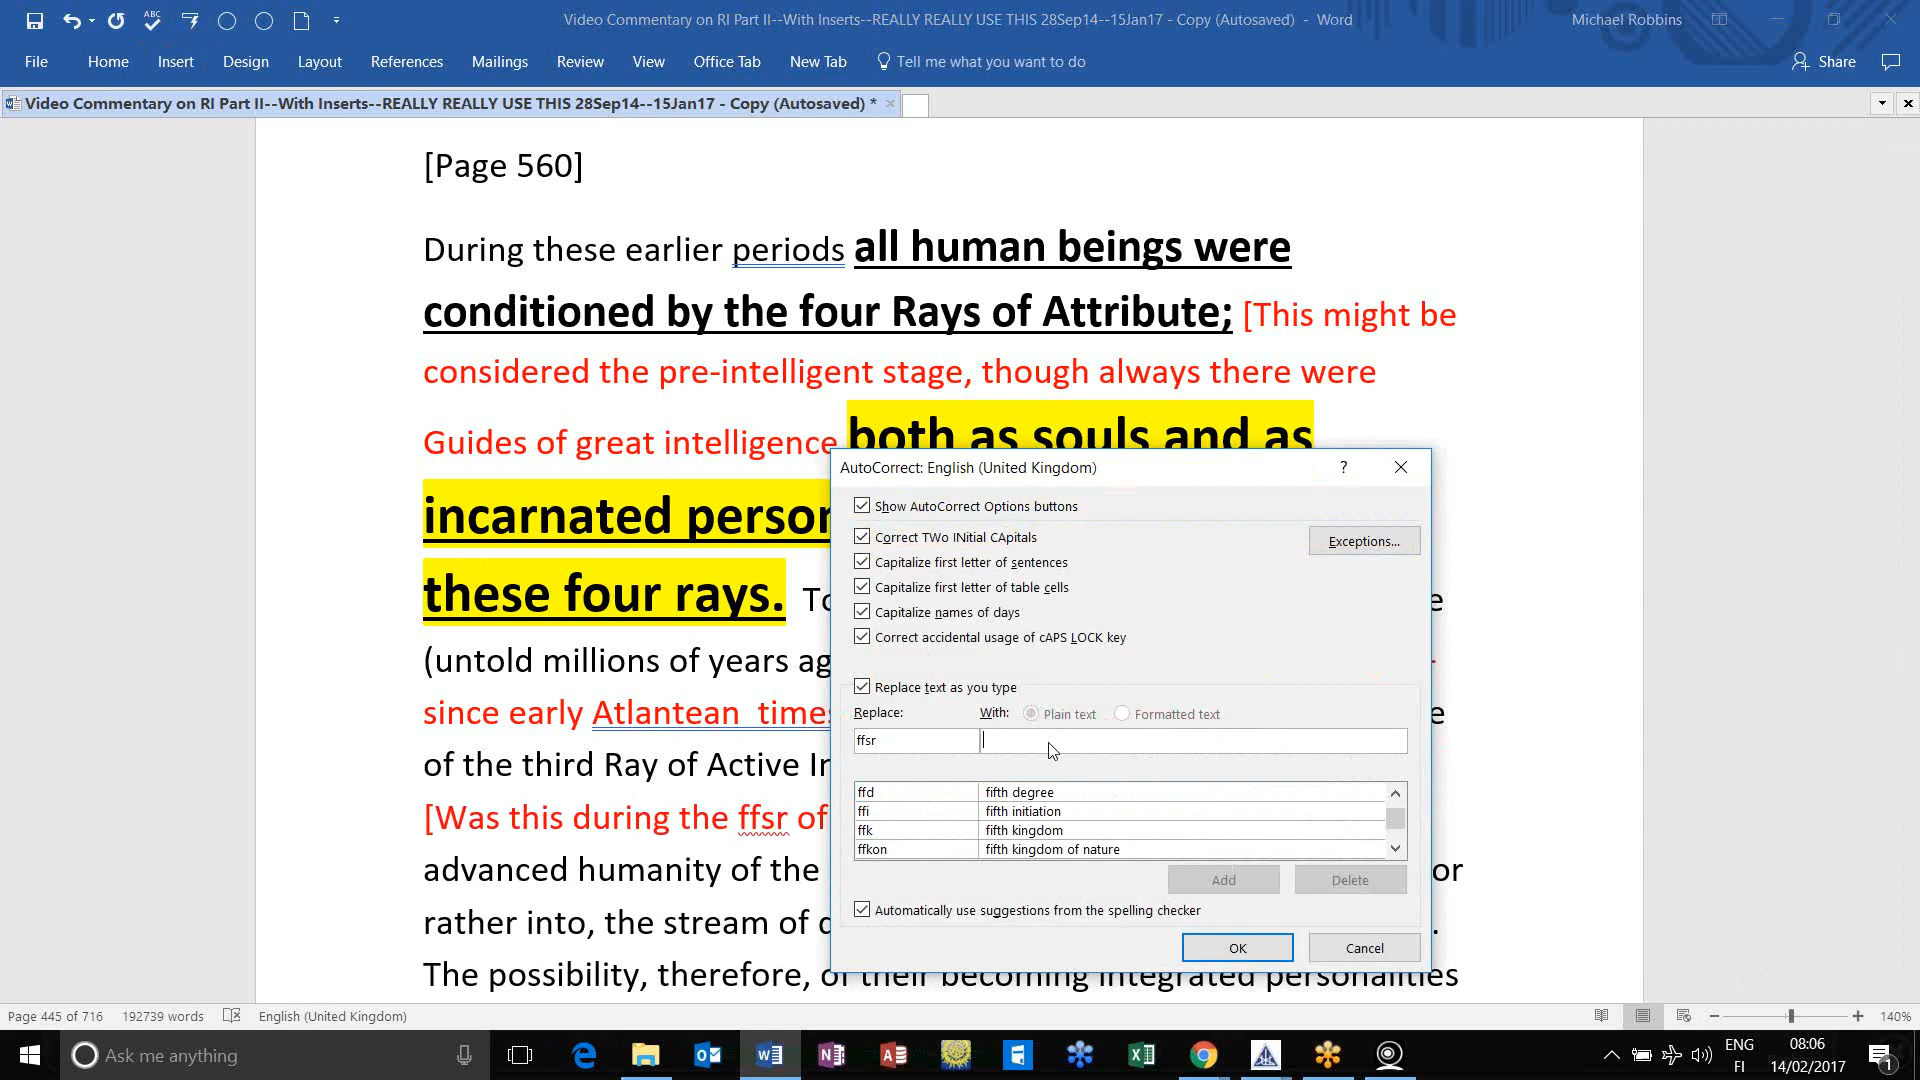 ABC
Video Commentary on RI Part II--With Inserts--REALLY REALLY USE THIS 28Sep14--15Jan17 - Copy (Autosaved) - Word
Michael Robbins
File Home Insert Design Layout References Mailings Review View Office Tab New Tab Tell me what you want to do Share
Video Commentary on RI Part II--With Inserts--REALLY REALLY USE THIS 28Sep14--15Jan17 - Copy (Autosaved) *
[Page 560]
During these earlier periods all human beings were
conditioned by the four Rays of Attribute; [This might be
considered the pre-intelligent stage, though always there were
Guides of great intelligence both as souls and as
incarnated person
these four rays. To
e
(untold millions of years ag
since early Atlantean times
e
of the third Ray of Active In
[Was this during the ffsr of
advanced humanity of the
or
rather into, the stream of
.
The possibility, therefore, of their becoming integrated personalities
AutoCorrect: English (United Kingdom) ?
Show AutoCorrect Options buttons
Correct TWo INitial CApitals
Exceptions...
Capitalize first letter of sentences
Capitalize first letter of table cells
Capitalize names of days
Correct accidental usage of cAPS LOCK key
Replace text as you type
Replace: With: Plain text Formatted text
ffsr
ffd fifth degree
ffi fifth initiation
ffk fifth kingdom
ffkon fifth kingdom of nature
Add Delete
Automatically use suggestions from the spelling checker
OK Cancel
Page 445 of 716 192739 words English (United Kingdom) 140%
Ask me anything
ENG
FI
08:06
14/02/2017
1